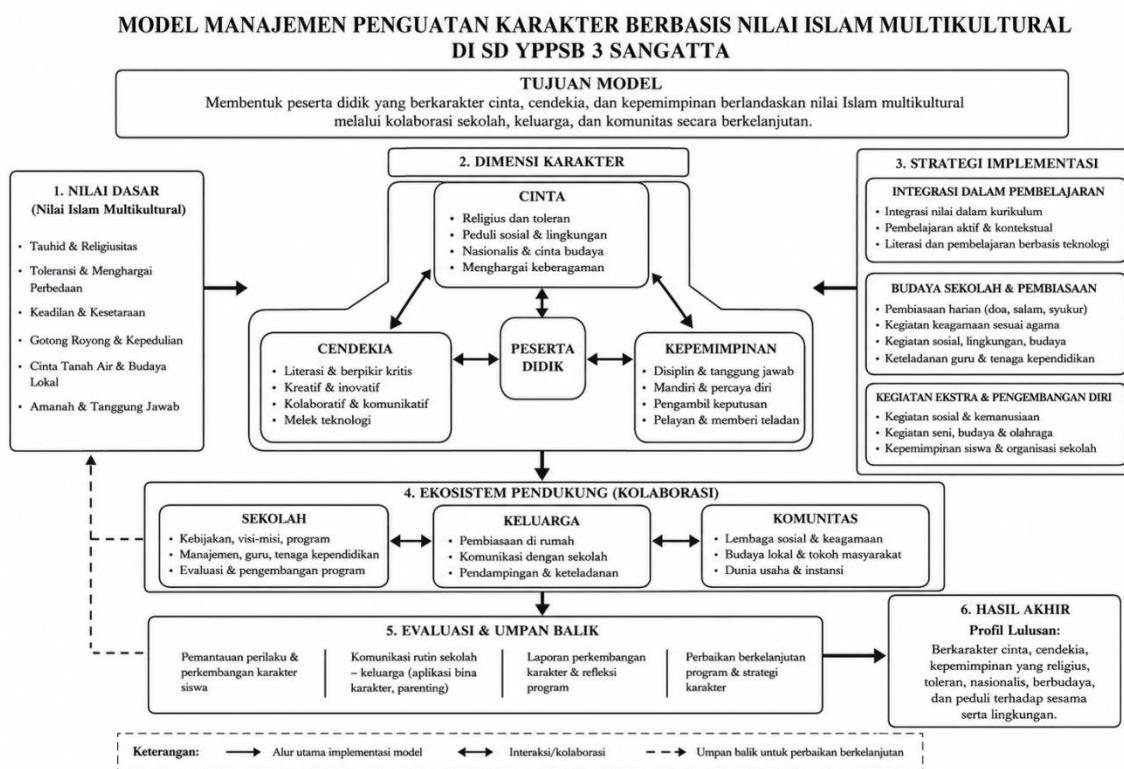 MODEL MANAJEMEN PENGUATAN KARAKTER BERBASIS NILAI ISLAM MULTIKULTURAL
DI SD YPPSB 3 SANGATTA
TUJUAN MODEL
Membentuk peserta didik yang berkarakter cinta, cendekia, dan kepemimpinan berlandaskan nilai Islam multikultural
melalui kolaborasi sekolah, keluarga, dan komunitas secara berkelanjutan.
1. NILAI DASAR
(Nilai Islam Multikultural)
• Tauhid & Religiusitas
• Toleransi & Menghargai
Perbedaan
• Keadilan & Kesetaraan
• Gotong Royong & Kepedulian
• Cinta Tanah Air & Budaya
Lokal
• Amanah & Tanggung Jawab
2. DIMENSI KARAKTER
CINTA
• Religius dan toleran
• Peduli sosial & lingkungan
• Nasionalis & cinta budaya
• Menghargai keberagaman
CENDEKIA
• Literasi & berpikir kritis
• Kreatif & inovatif
• Kolaboratif & komunikatif
• Melek teknologi
PESERTA
DIDIK
KEPEMIMPINAN
• Disiplin & tanggung jawab
• Mandiri & percaya diri
• Pengambil keputusan
• Pelayan & memberi teladan
3. STRATEGI IMPLEMENTASI
INTEGRASI DALAM PEMBELAJARAN
• Integrasi nilai dalam kurikulum
• Pembelajaran aktif & kontekstual
• Literasi dan pembelajaran berbasis teknologi
BUDAYA SEKOLAH & PEMBIASAAN
• Pembiasaan harian (doa, salam, syukur)
• Kegiatan keagamaan sesuai agama
• Kegiatan sosial, lingkungan, budaya
• Keteladanan guru & tenaga kependidikan
KEGIATAN EKSTRA & PENGEMBANGAN DIRI
• Kegiatan sosial & kemanusiaan
• Kegiatan seni, budaya & olahraga
• Kepemimpinan siswa & organisasi sekolah
4. EKOSISTEM PENDUKUNG (KOLABORASI)
SEKOLAH
• Kebijakan, visi-misi, program
• Manajemen, guru, tenaga kependidikan
• Evaluasi & pengembangan program
KELUARGA
• Pembiasaan di rumah
• Komunikasi dengan sekolah
• Pendampingan & keteladanan
KOMUNITAS
• Lembaga sosial & keagamaan
• Budaya lokal & tokoh masyarakat
• Dunia usaha & instansi
5. EVALUASI & UMPAN BALIK
Pemantauan perilaku &
perkembangan karakter
siswa
Komunikasi rutin sekolah
– keluarga (aplikasi bina
karakter, parenting)
Laporan perkembangan
karakter & refleksi
program
Perbaikan berkelanjutan
program & strategi
karakter
6. HASIL AKHIR
Profil Lulusan:
Berkarakter cinta, cendekia,
kepemimpinan yang religius,
toleran, nasionalis, berbudaya,
dan peduli terhadap sesama
serta lingkungan.
Keterangan:
Alur utama implementasi model
Interaksi/kolaborasi
Umpan balik untuk perbaikan berkelanjutan